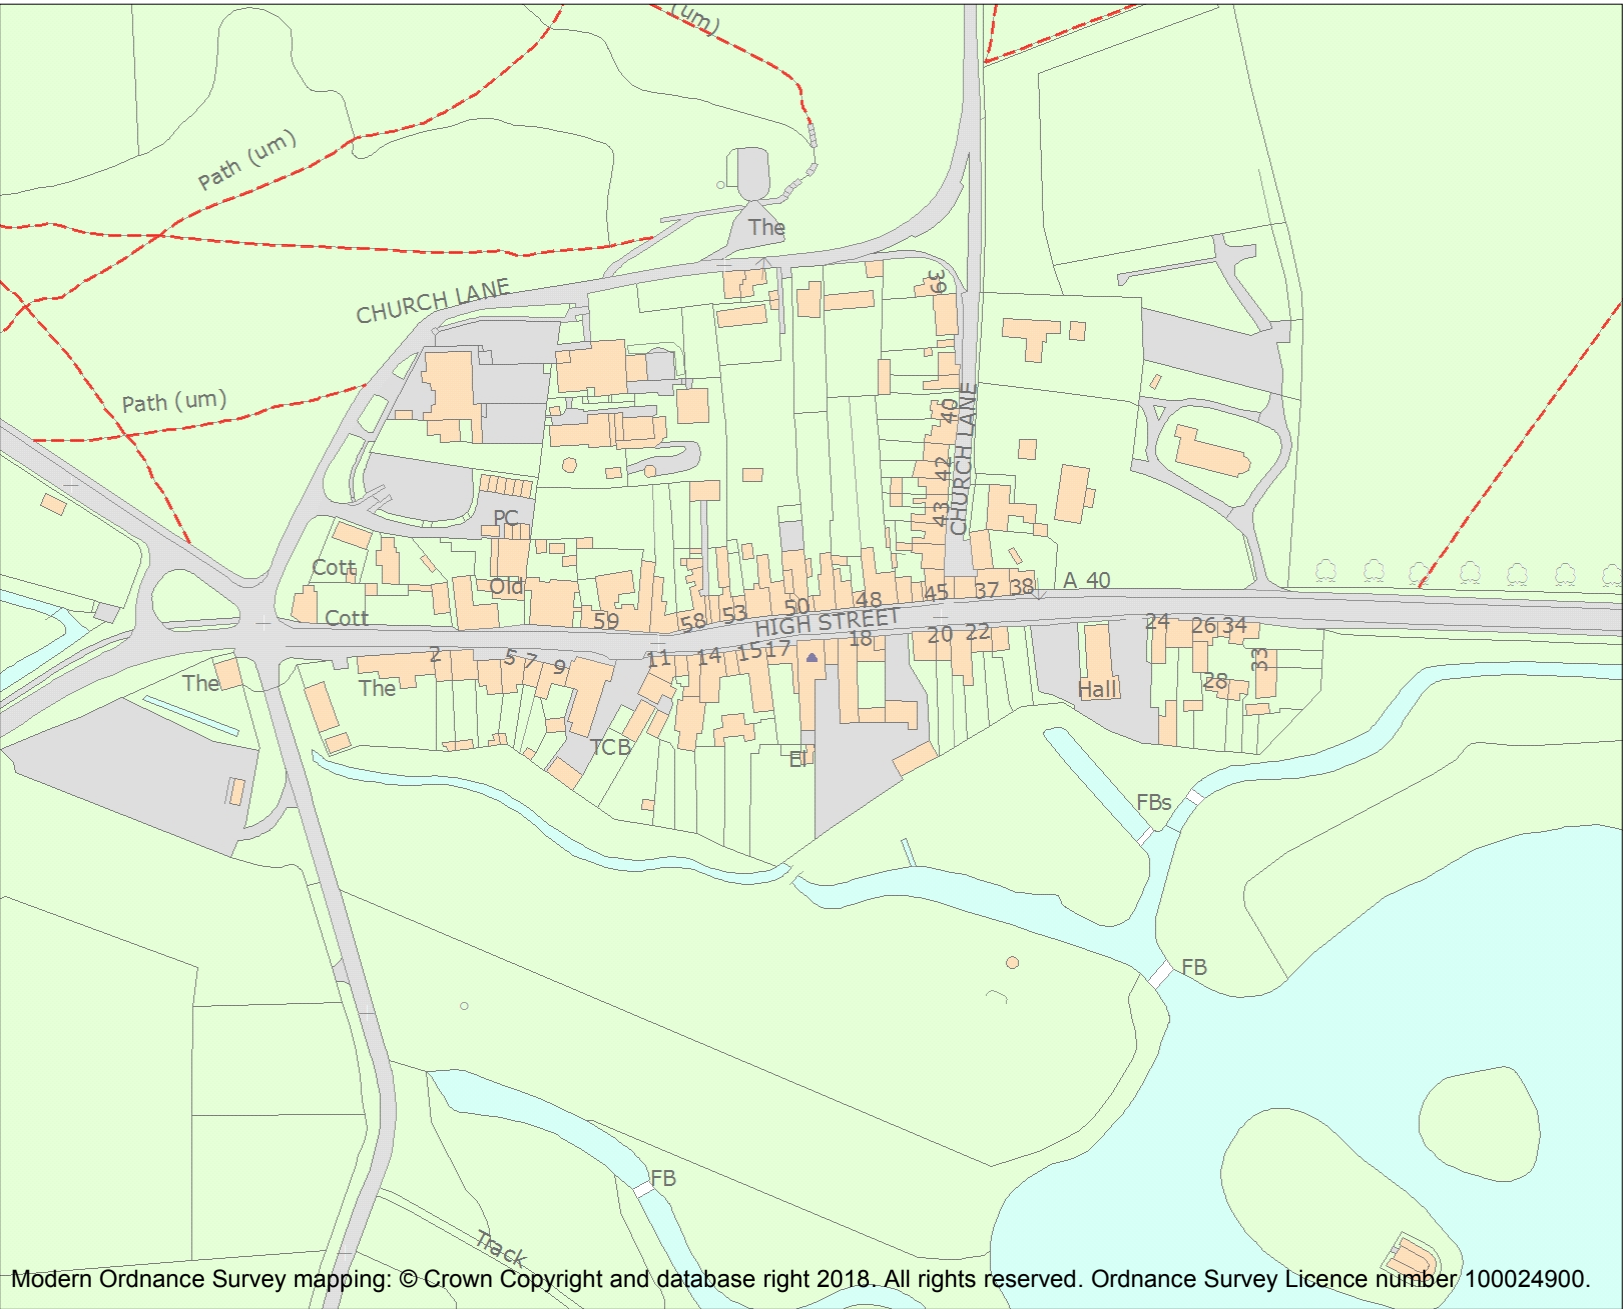 (um)
Path (um)
The
CHURCH LANE
39
Path (um)
40
CHURCH LANE
42
43
PC
Cott
Old
A 40
Cott
59
58
53
50
48
45
37
38
HIGH STREET
24
26
34
2
5
7
9
11
14
15
17
18
20
22
33
The
The
Hall
28
TCB
El
FBs
FB
FB
Track
Modern Ordnance Survey mapping: © Crown Copyright and database right 2018. All rights reserved. Ordnance Survey Licence number 100024900.